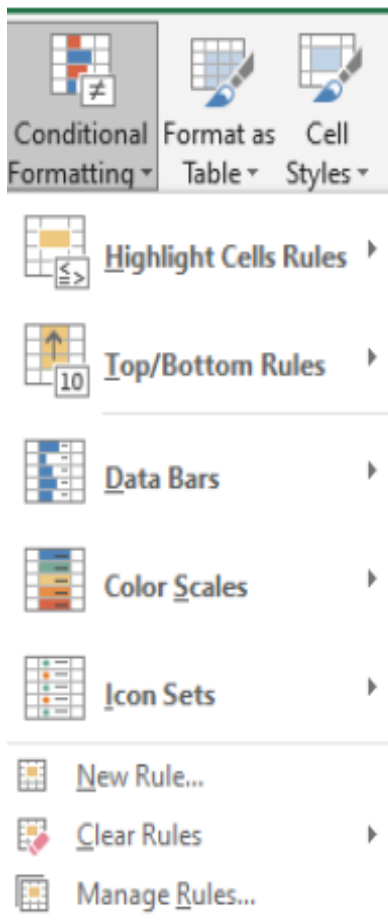 Conditional Format as Cell
Formatting Table Styles
Highlight Cells Rules
10
Top/Bottom Rules
Data Bars
Color Scales
Icon Sets
New Rule...
Clear Rules
Manage Rules...